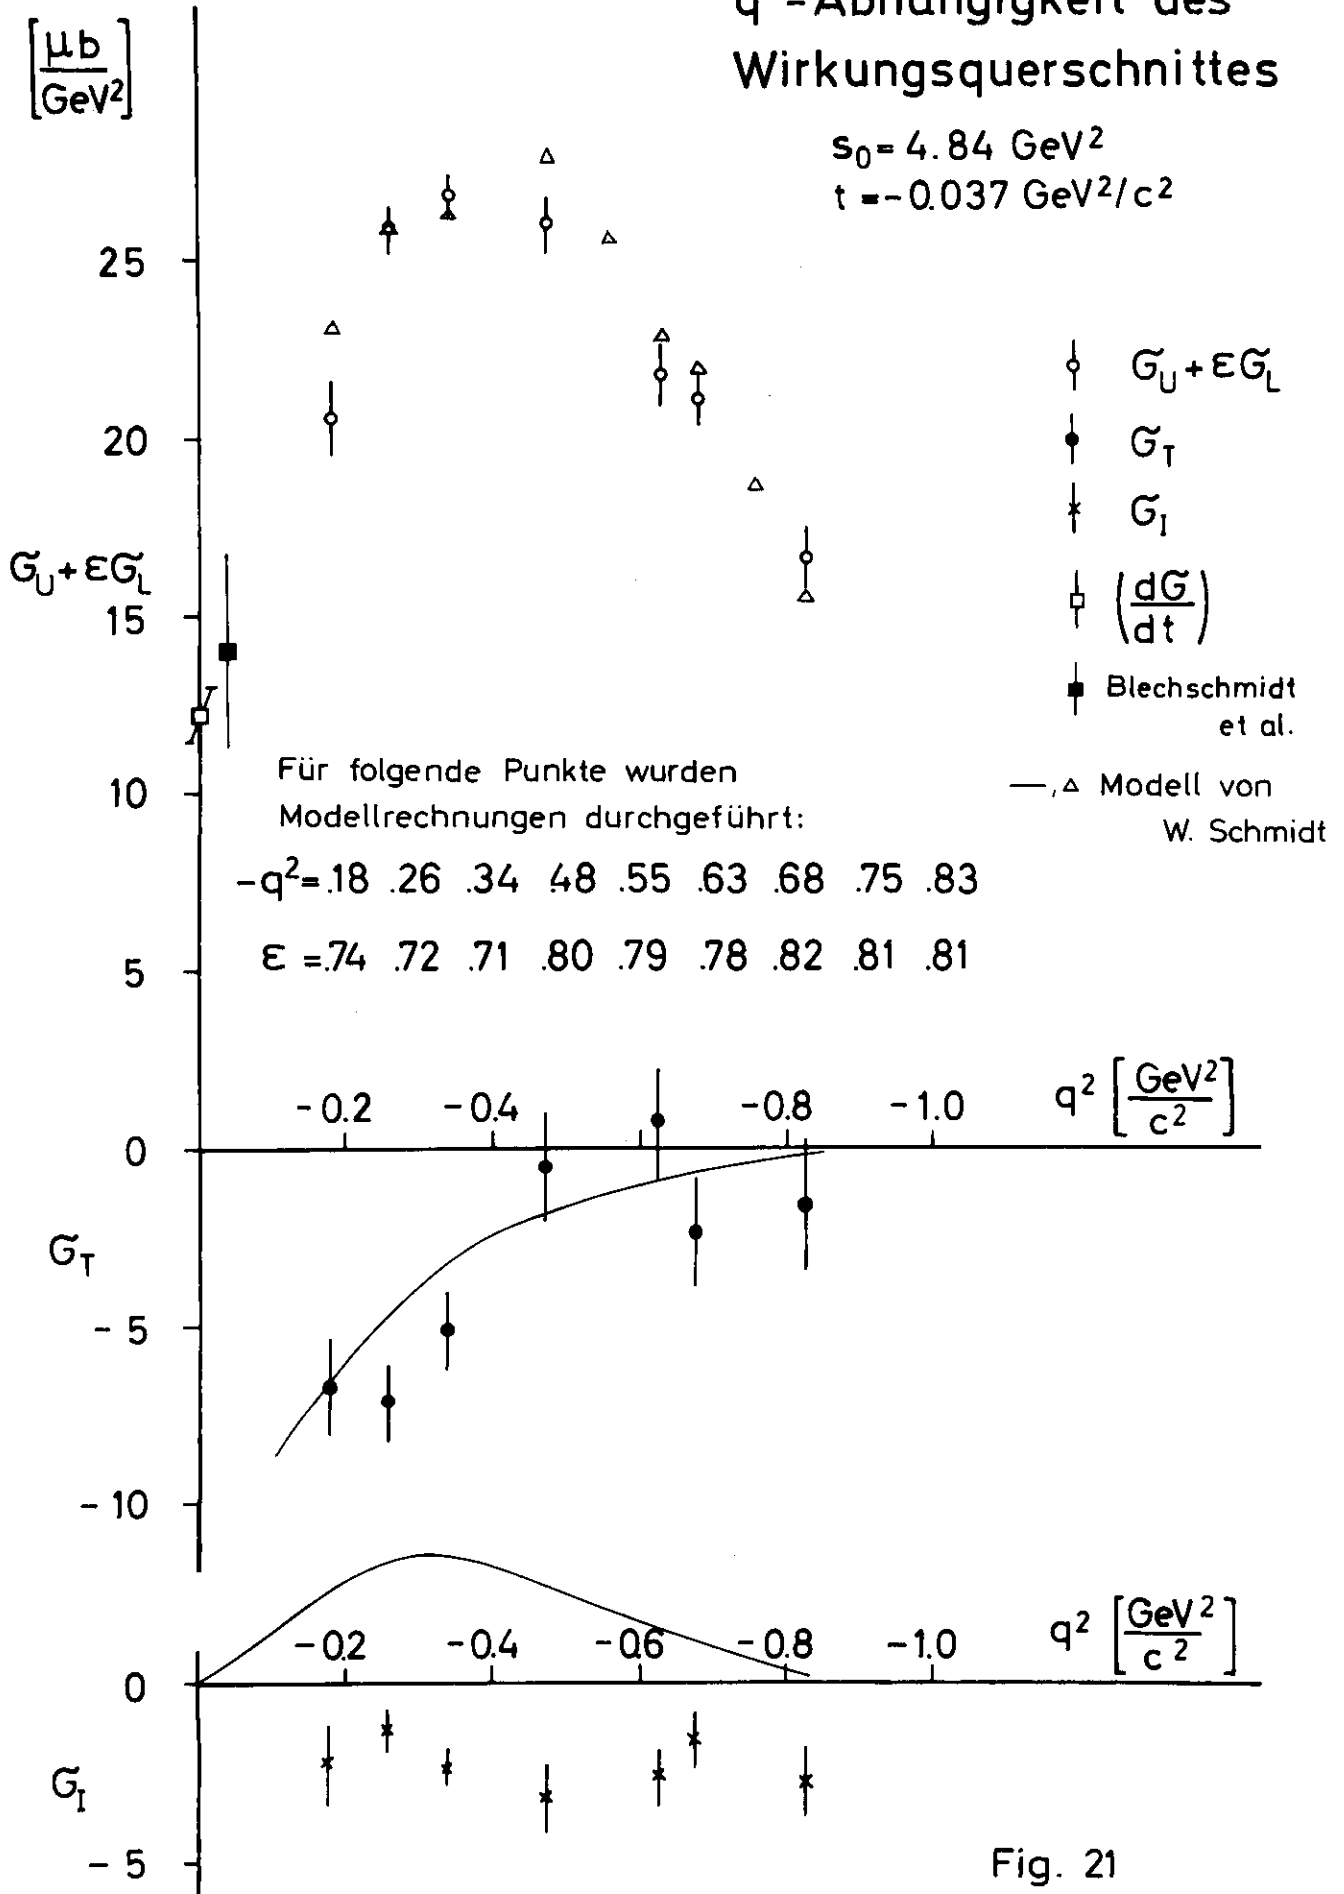 q -Abhängigkeit des
Wirkungsquerschnittes
[μb/GeV²]
s₀= 4.84 GeV²
t =-0.037 GeV²/c²
25
20
15
10
5
0
-5
-10
σ_U + εσ_L
σ_U + εσ_L
σ_T
σ_I
(dσ/dt)
Blechschmidt
et al.
—,△ Modell von
W. Schmidt
Für folgende Punkte wurden
Modellrechnungen durchgeführt:
-q²=.18 .26 .34 .48 .55 .63 .68 .75 .83
ε =.74 .72 .71 .80 .79 .78 .82 .81 .81
-0.2 -0.4 -0.8 -1.0 q² [GeV²/c²]
σ_T
-0.2 -0.4 -0.6 -0.8 -1.0 q² [GeV²/c²]
0
σ_I
-5
Fig. 21